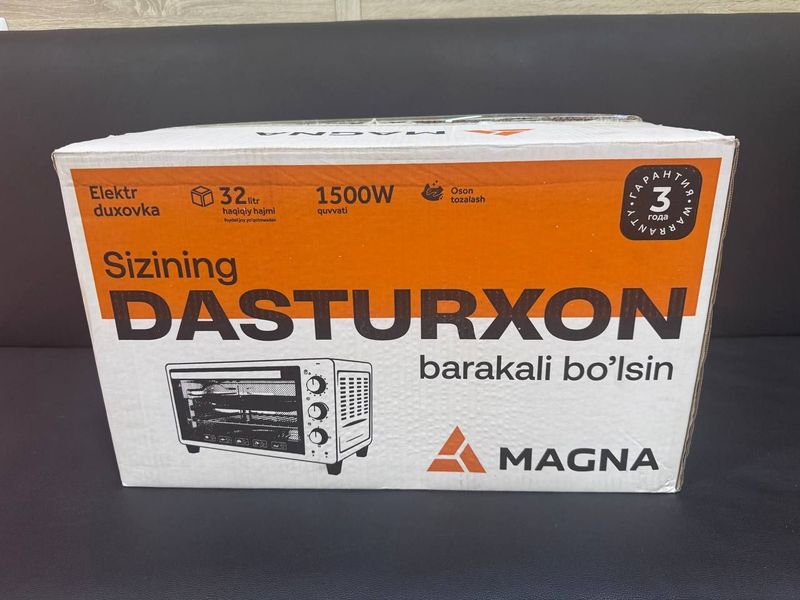 MAGNA
Elektr
duxovka
32 litr
haqiqiy hajmi
1500W
quvvati
Oson
tozalash
ГАРАНТИЯ • WARRANTY •
3
года
Sizining
DASTURXON
barakali bo'lsin
MAGNA